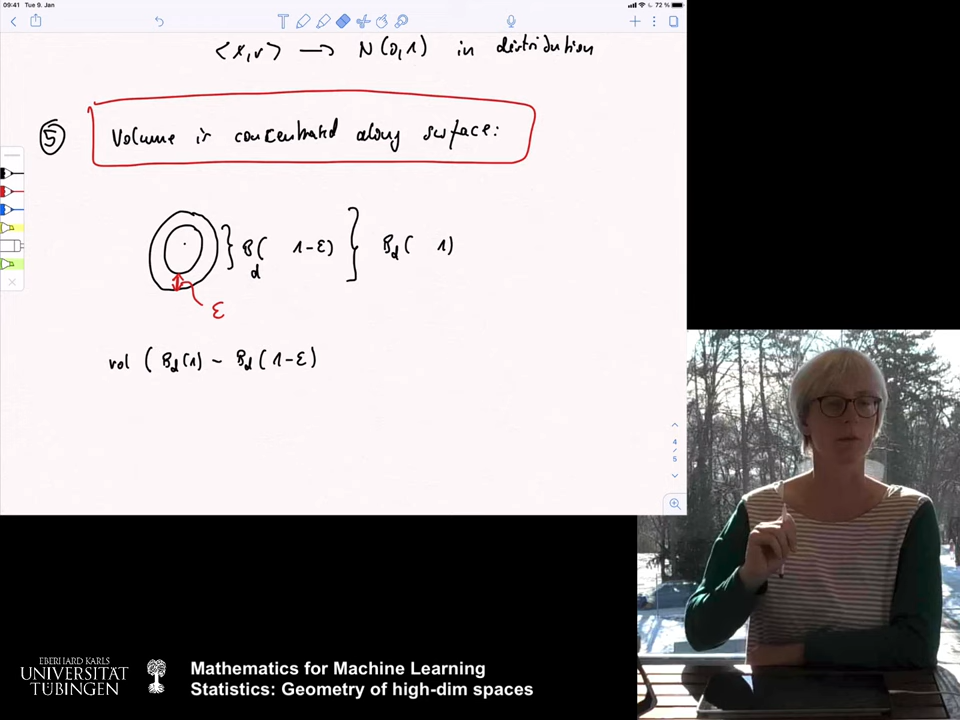 09:41 Tue 9. Jan
72 %
<x,v> → N(0,1) in distribution
⑤ Volume is concentrated along surface:
} B_d( 1-ε) } B_d( 1)
ε
vol ( B_d(1) - B_d(1-ε)
4
5
EBERHARD KARLS
UNIVERSITÄT
TÜBINGEN
Mathematics for Machine Learning
Statistics: Geometry of high-dim spaces